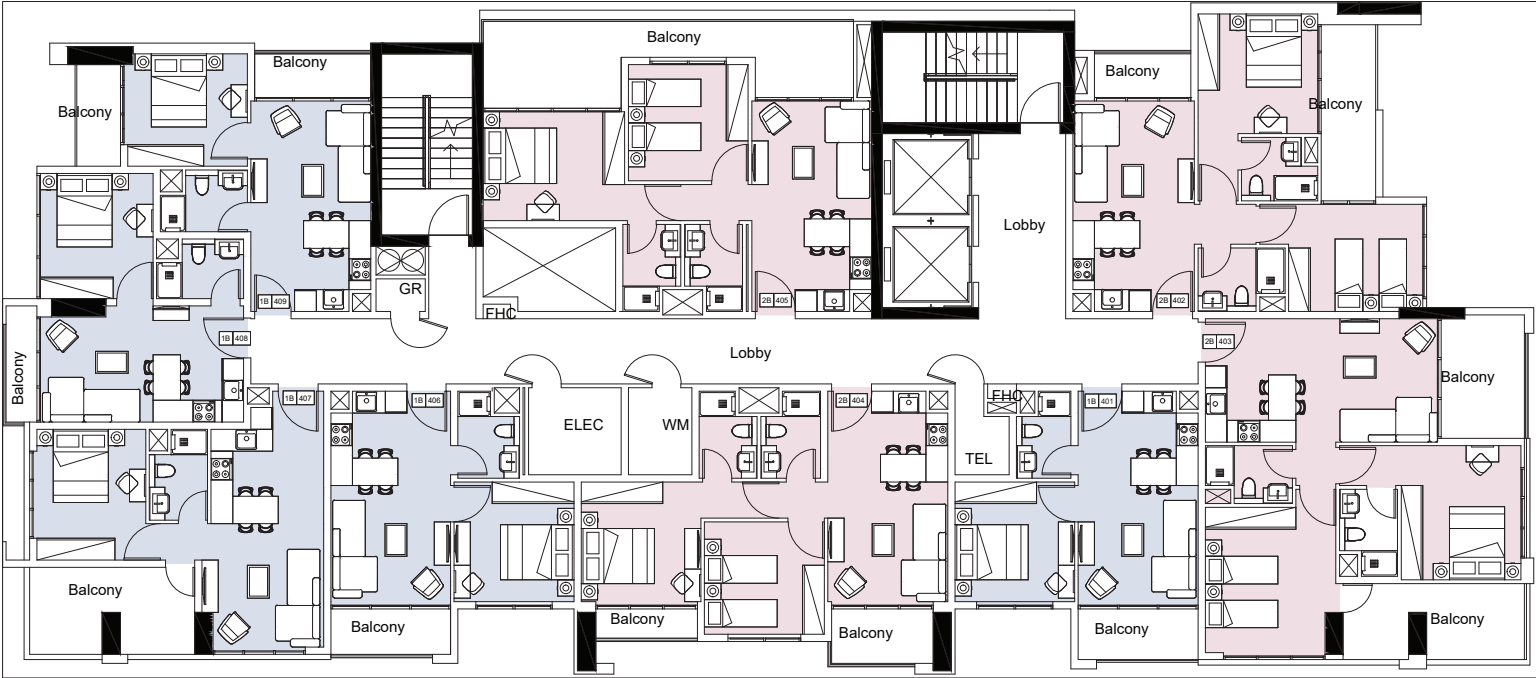 Balcony
Balcony
Balcony
Balcony
Balcony
Balcony
Lobby
GR
1B 409
2B 405
2B 402
FHC
1B 408
2B 403
Lobby
Balcony
Balcony
1B 407
1B 406
2B 404
FHC
1B 401
ELEC
WM
TEL
Balcony
Balcony
Balcony
Balcony
Balcony
Balcony